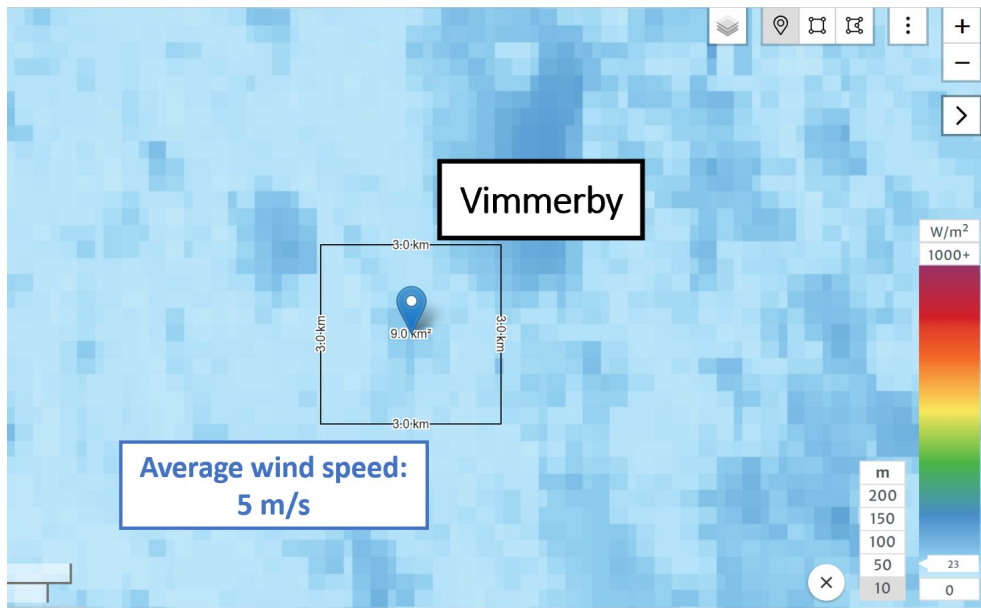 +
−
Vimmerby
W/m²
1000+
3.0 km
3.0 km
9.0 km²
3.0 km
3.0 km
Average wind speed:
5 m/s
m
200
150
100
50
10
23
0